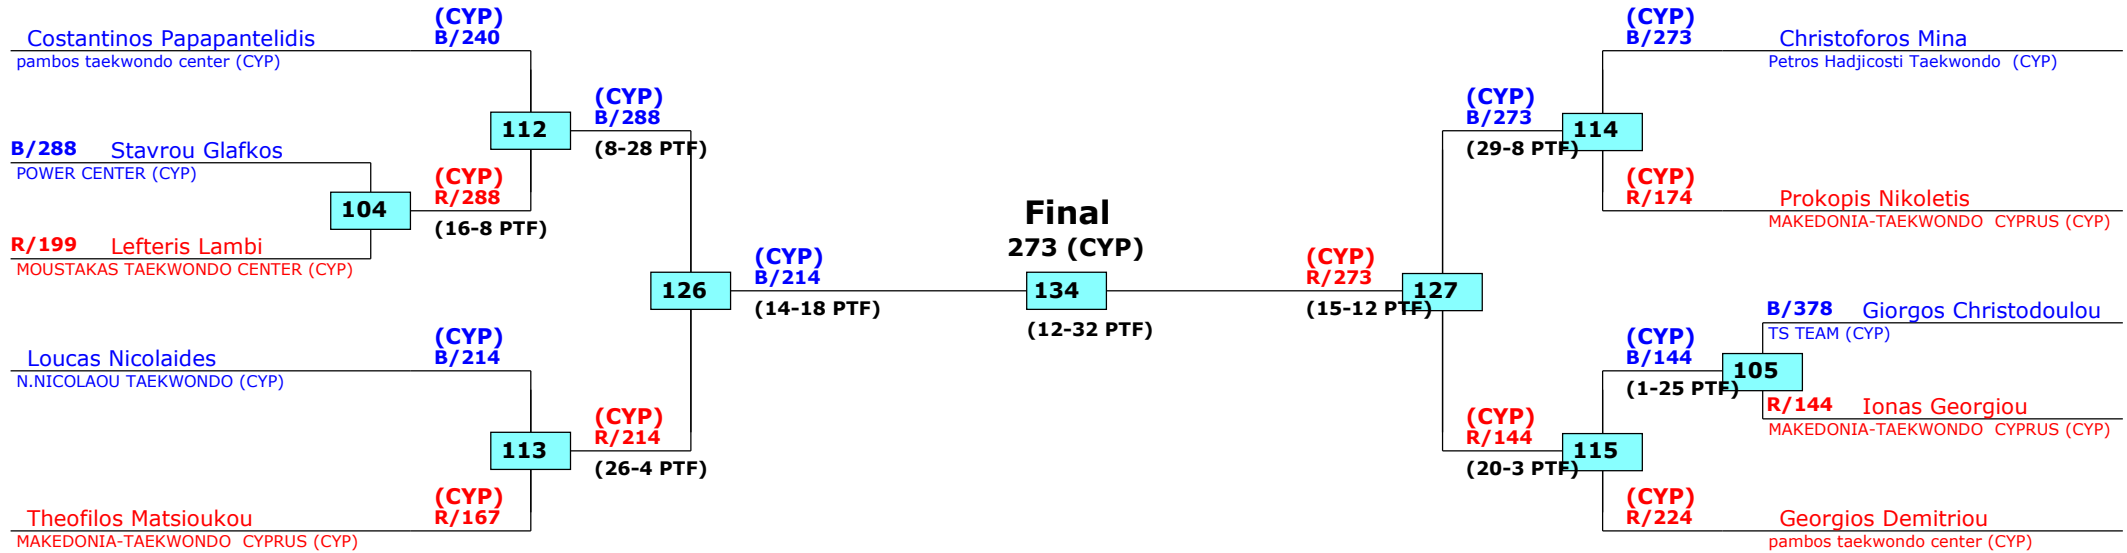 (CYP)
Costantinos Papapantelidis B/240
pambos taekwondo center (CYP)
(CYP)
B/288
112
(8-28 PTF)
B/288 Stavrou Glafkos
POWER CENTER (CYP)
(CYP)
R/288
104
(16-8 PTF)
R/199 Lefteris Lambi
MOUSTAKAS TAEKWONDO CENTER (CYP)
(CYP)
B/214
126
(14-18 PTF)
(CYP)
Loucas Nicolaides B/214
N.NICOLAOU TAEKWONDO (CYP)
(CYP)
R/214
113
(26-4 PTF)
(CYP)
Theofilos Matsioukou R/167
MAKEDONIA-TAEKWONDO CYPRUS (CYP)
Final
273 (CYP)
134
(12-32 PTF)
(CYP)
B/273 Christoforos Mina
Petros Hadjicosti Taekwondo (CYP)
(CYP)
B/273
114
(29-8 PTF)
(CYP)
R/174 Prokopis Nikoletis
MAKEDONIA-TAEKWONDO CYPRUS (CYP)
(CYP)
R/273
127
(15-12 PTF)
B/378 Giorgos Christodoulou
TS TEAM (CYP)
(CYP)
B/144
105
(1-25 PTF)
R/144 Ionas Georgiou
MAKEDONIA-TAEKWONDO CYPRUS (CYP)
(CYP)
R/144
115
(20-3 PTF)
(CYP)
R/224 Georgios Demitriou
pambos taekwondo center (CYP)